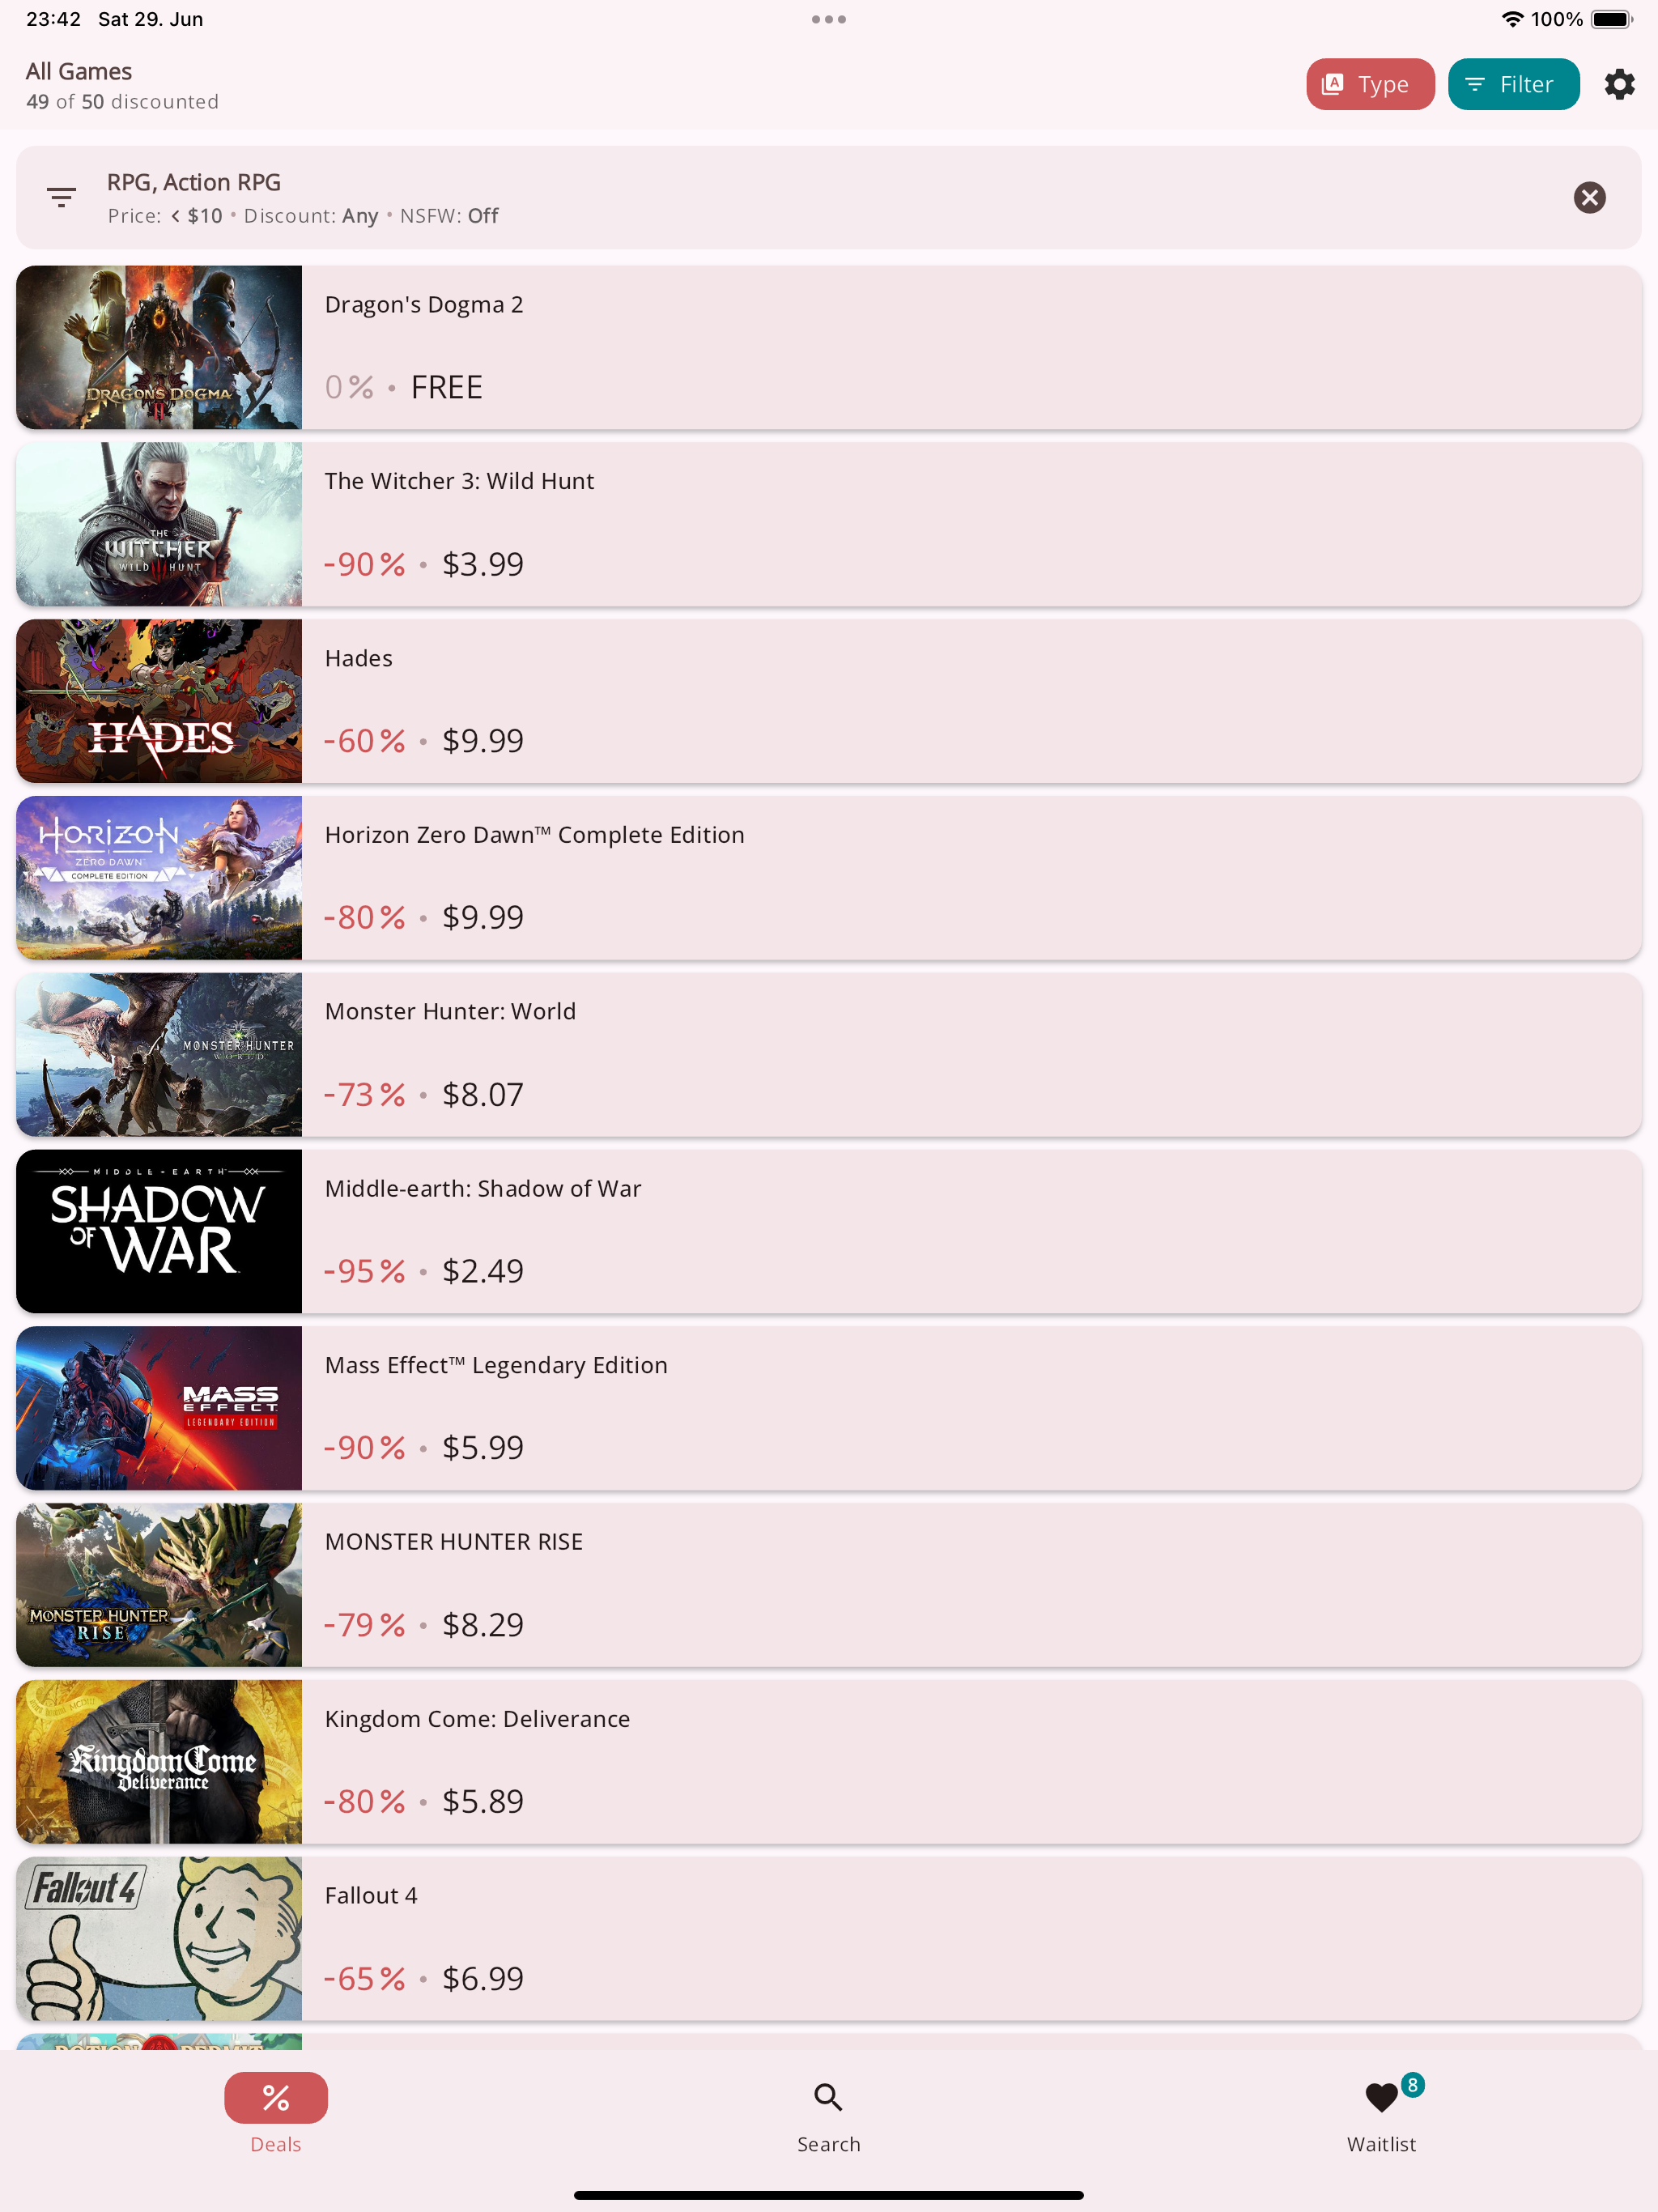 23:42 Sat 29. Jun
100%
All Games
49 of 50 discounted
Type
Filter
RPG, Action RPG
Price: < $10 • Discount: Any • NSFW: Off
DRAGON'S DOGMA
II
Dragon's Dogma 2
0% • FREE
THE
WITCHER
WILD HUNT
The Witcher 3: Wild Hunt
-90% • $3.99
HADES
Hades
-60% • $9.99
HORIZON
ZERO DAWN
COMPLETE EDITION
Horizon Zero Dawn™ Complete Edition
-80% • $9.99
MONSTER HUNTER
WORLD
Monster Hunter: World
-73% • $8.07
MIDDLE-EARTH
SHADOW
OF WAR
Middle-earth: Shadow of War
-95% • $2.49
MASS
EFFECT
LEGENDARY EDITION
Mass Effect™ Legendary Edition
-90% • $5.99
MONSTER HUNTER
RISE
MONSTER HUNTER RISE
-79% • $8.29
Kingdom Come
Deliverance
Kingdom Come: Deliverance
-80% • $5.89
Fallout 4
Fallout 4
-65% • $6.99
8
Deals
Search
Waitlist